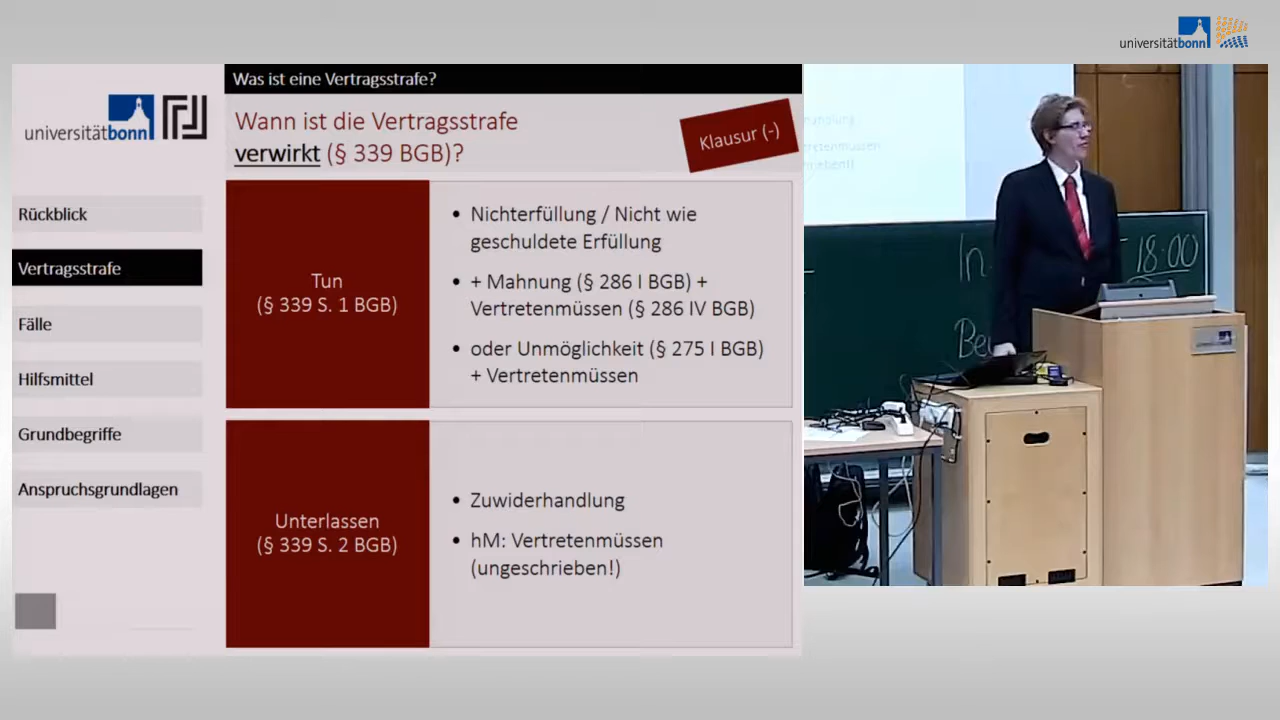 universitätbonn
Was ist eine Vertragsstrafe?
universitätbonn
Wann ist die Vertragsstrafe
verwirkt (§ 339 BGB)?
Klausur (-)
Rückblick
Vertragsstrafe
Fälle
Hilfsmittel
Grundbegriffe
Anspruchsgrundlagen
Tun
(§ 339 S. 1 BGB)
• Nichterfüllung / Nicht wie
geschuldete Erfüllung
• + Mahnung (§ 286 I BGB) +
Vertretenmüssen (§ 286 IV BGB)
• oder Unmöglichkeit (§ 275 I BGB)
+ Vertretenmüssen
Unterlassen
(§ 339 S. 2 BGB)
• Zuwiderhandlung
• hM: Vertretenmüssen
(ungeschrieben!)
18:00